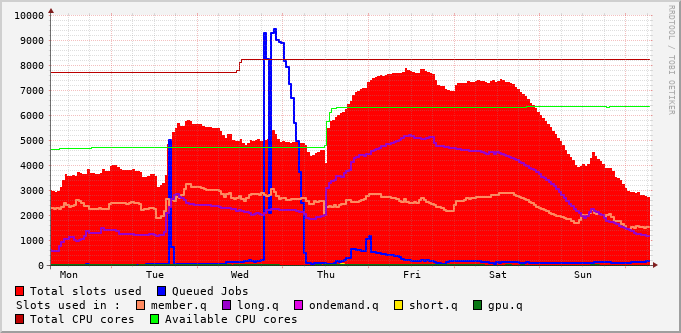 RRDTOOL / TOBI OETIKER
10000
9000
8000
7000
6000
5000
4000
3000
2000
1000
0
Mon Tue Wed Thu Fri Sat Sun
Total slots used Queued Jobs
Slots used in : member.q long.q ondemand.q short.q gpu.q
Total CPU cores Available CPU cores